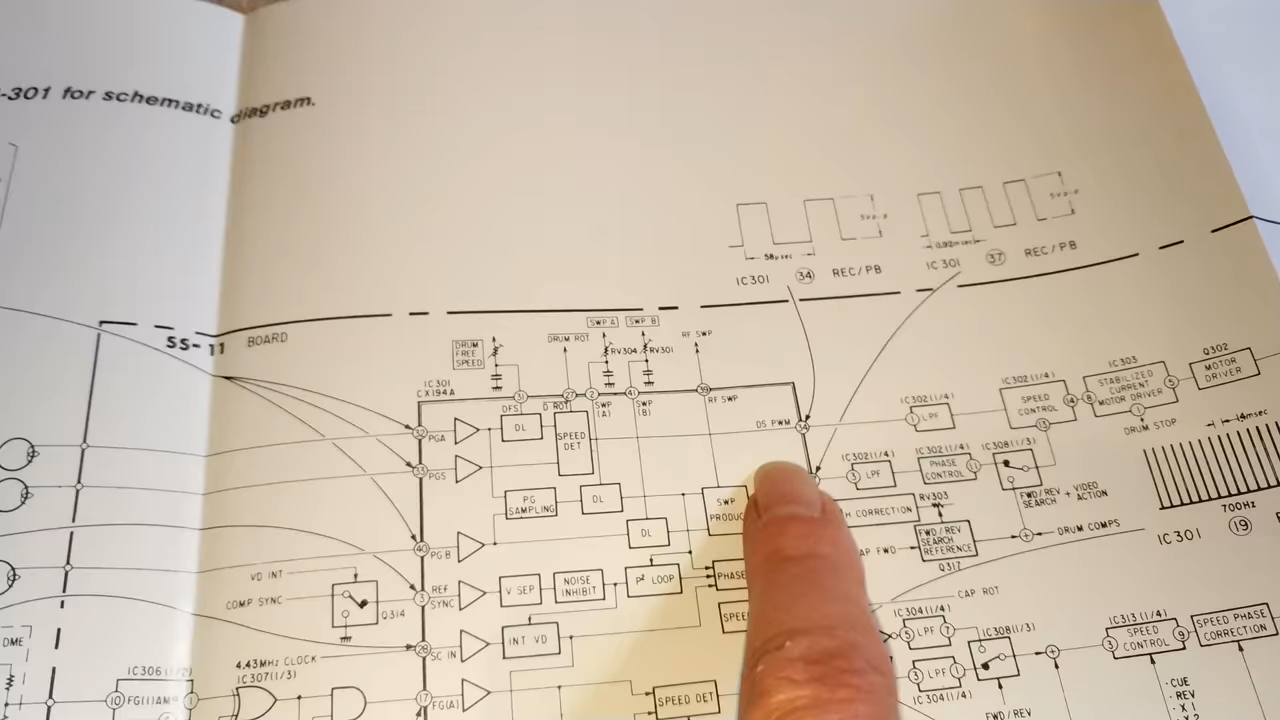 -301 for schematic diagram.
5Vp-p
5Vp-p
58μsec
0.92msec
IC301 34 REC/PB
IC301 37 REC/PB
SS-11 BOARD
DRUM FREE SPEED
DRUM ROT
SWP A
SWP B
RF SWP
RV304
RV301
IC301
CX194A
31
27
2
41
39
DFS
D ROT
SWP (A)
SWP (B)
RF SWP
32 PGA
DL
SPEED DET
DS PWM
34
33 PGS
PG SAMPLING
DL
SWP
DL
40 PG B
VD INT
COMP SYNC
Q314
3 REF SYNC
V SEP
NOISE INHIBIT
P² LOOP
PHASE
28 SC IN
INT VD
4.43MHz CLOCK
IC307(1/3)
DME
IC306(1/2)
10 FG(1)AMP 1
17 FG(A)
SPEED DET
IC302(1/4)
1 LPF
IC302(1/4)
SPEED CONTROL
14
13
IC303
8 STABILIZED CURRENT MOTOR DRIVER 5
1
DRUM STOP
Q302
MOTOR DRIVER
IC302(1/4)
3 LPF
IC302(1/4)
PHASE CONTROL 11
IC308(1/3)
FWD/REV SEARCH + VIDEO ACTION
H CORRECTION
RV303
AP FWD
FWD/REV SEARCH REFERENCE
Q317
DRUM COMPS
4msec
700Hz
IC301 19
CAP ROT
IC304(1/4)
5 LPF 7
IC308(1/3)
3 LPF 1
IC304(1/4)
FWD/REV
IC313(1/4)
3 SPEED CONTROL 9
SPEED PHASE CORRECTION
·CUE
·REV
·X1